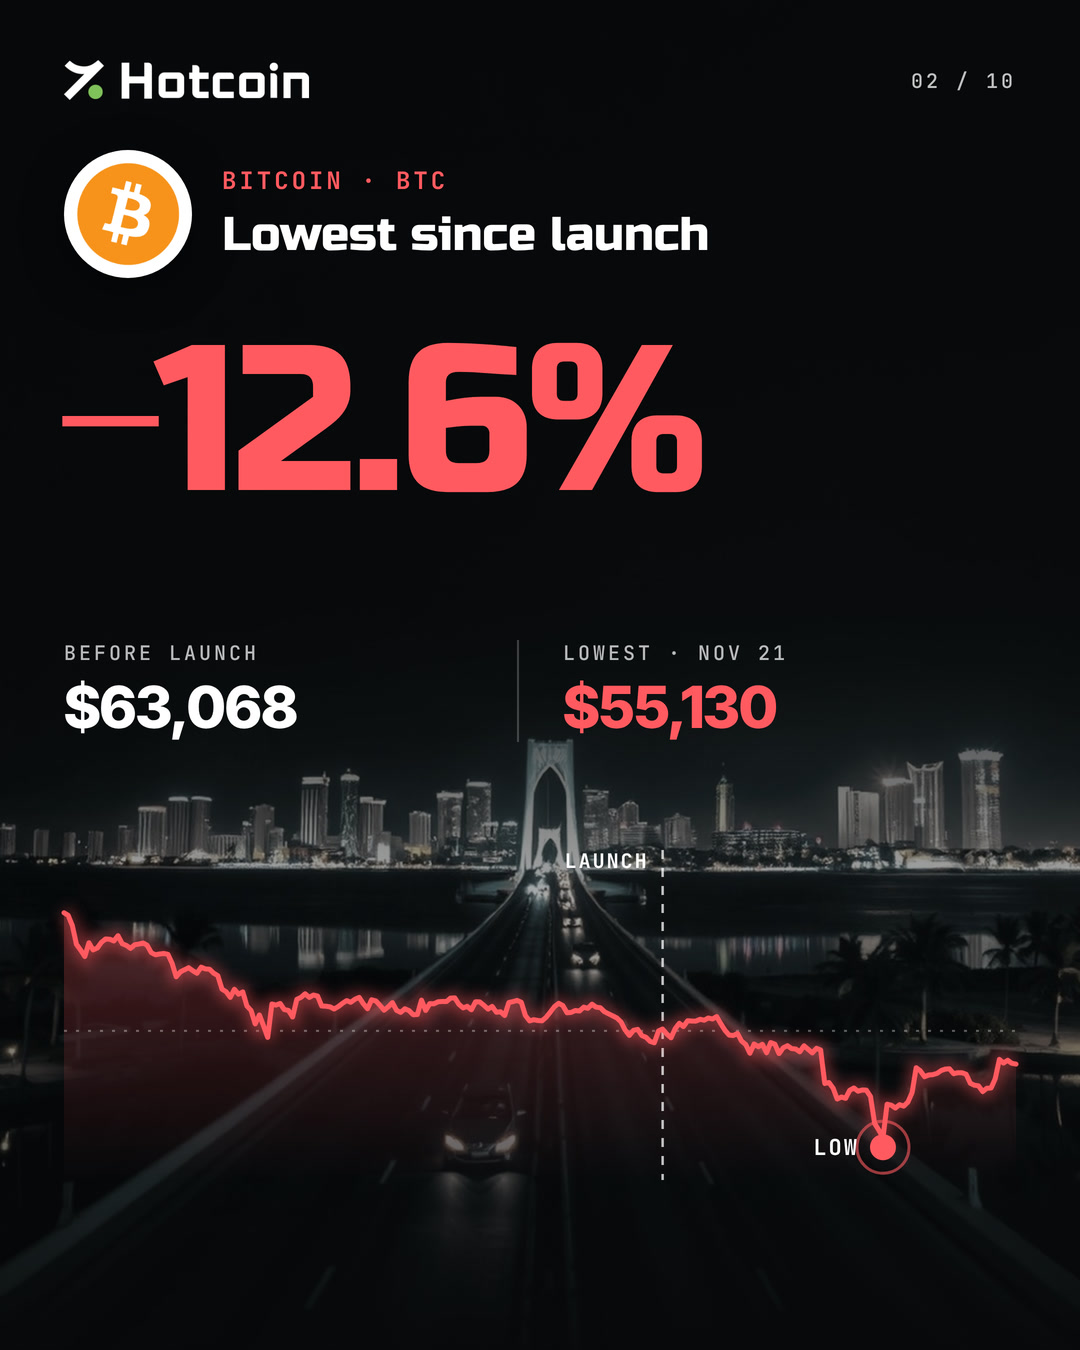 Hotcoin
02 / 10
BITCOIN · BTC
Lowest since launch
–12.6%
BEFORE LAUNCH
$63,068
LOWEST · NOV 21
$55,130
LAUNCH
LOW